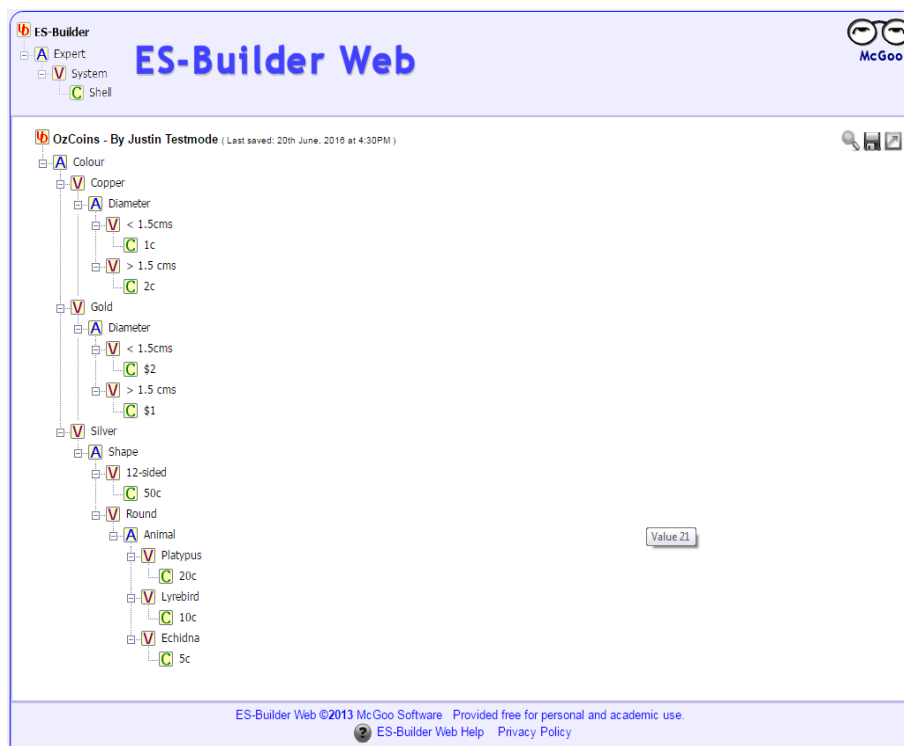 ES-Builder
A Expert
V System
C Shell
ES-Builder Web
McGoo
OzCoins - By Justin Testmode ( Last saved: 20th June, 2016 at 4:30PM )
A Colour
V Copper
A Diameter
V < 1.5cms
C 1c
V > 1.5 cms
C 2c
V Gold
A Diameter
V < 1.5cms
C $2
V > 1.5 cms
C $1
V Silver
A Shape
V 12-sided
C 50c
V Round
A Animal
Value 21
V Platypus
C 20c
V Lyrebird
C 10c
V Echidna
C 5c
ES-Builder Web ©2013 McGoo Software Provided free for personal and academic use.
? ES-Builder Web Help Privacy Policy